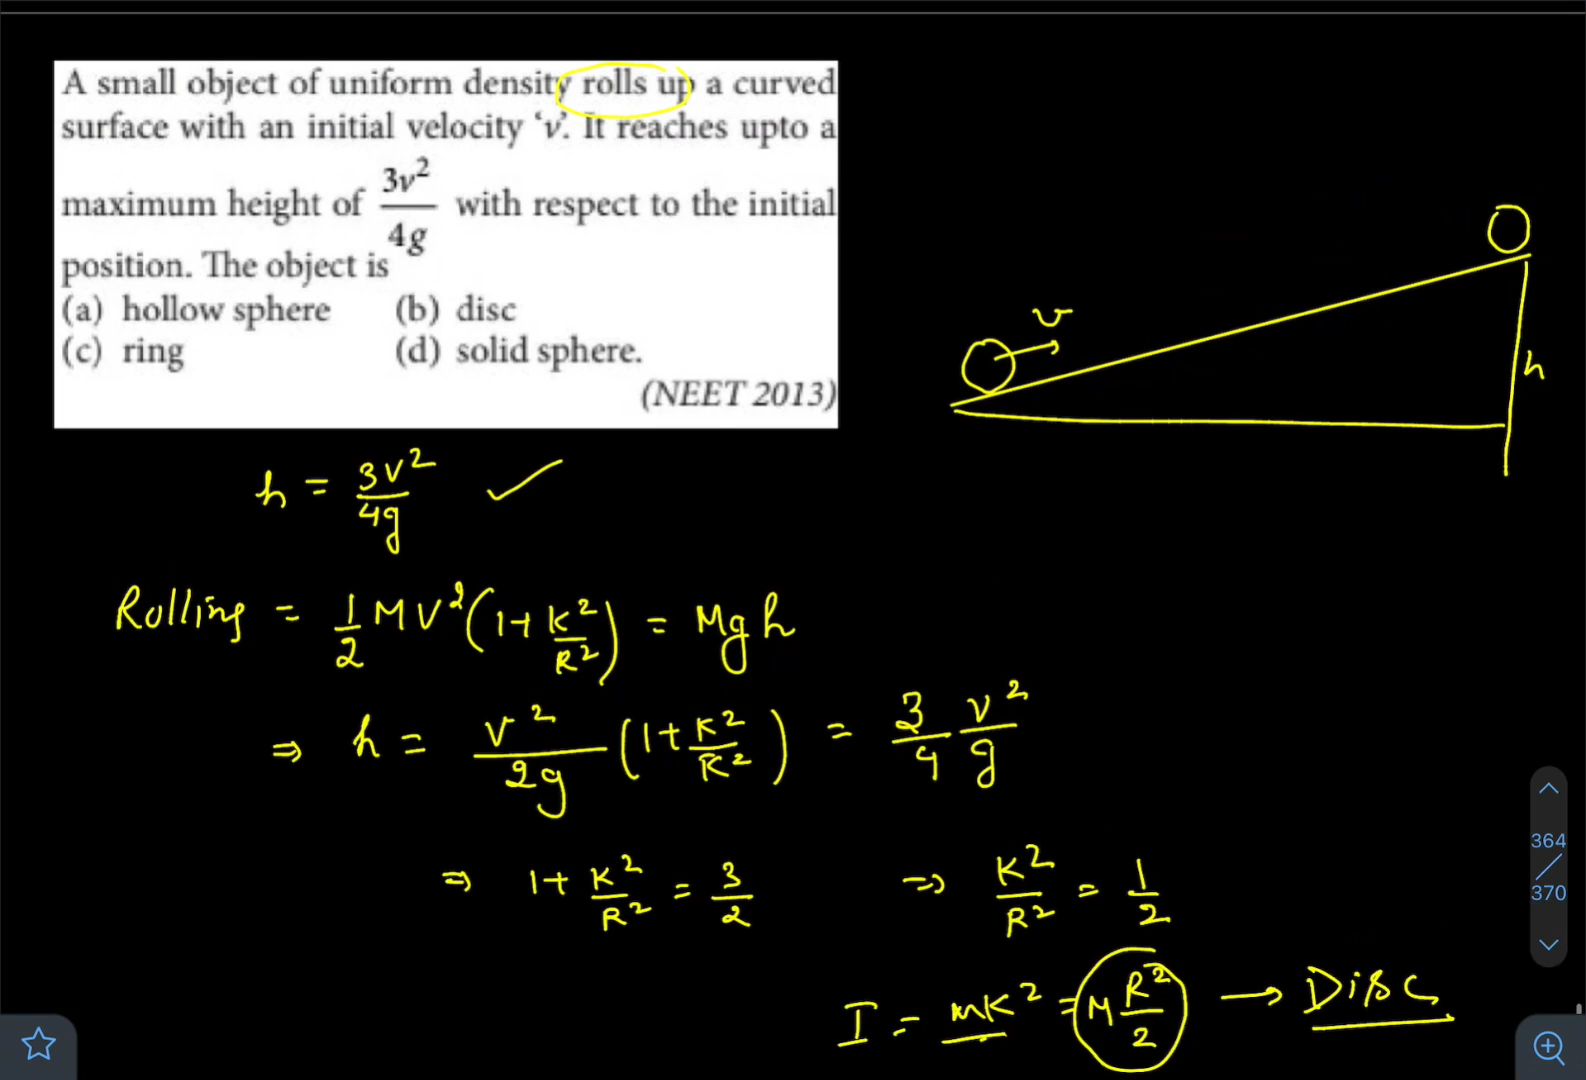 A small object of uniform density rolls up a curved
surface with an initial velocity ‘v’. It reaches upto a
maximum height of 3v²/4g with respect to the initial
position. The object is
(a) hollow sphere (b) disc
(c) ring (d) solid sphere.
(NEET 2013)
v
h
h = 3v²/4g ✓
Rolling = 1/2 MV²(1+K²/R²) = Mgh
⇒ h = v²/2g (1+K²/R²) = 3/4 v²/g
⇒ 1+K²/R² = 3/2 ⇒ K²/R² = 1/2
I = mK² = M R²/2 → Disc
364
370